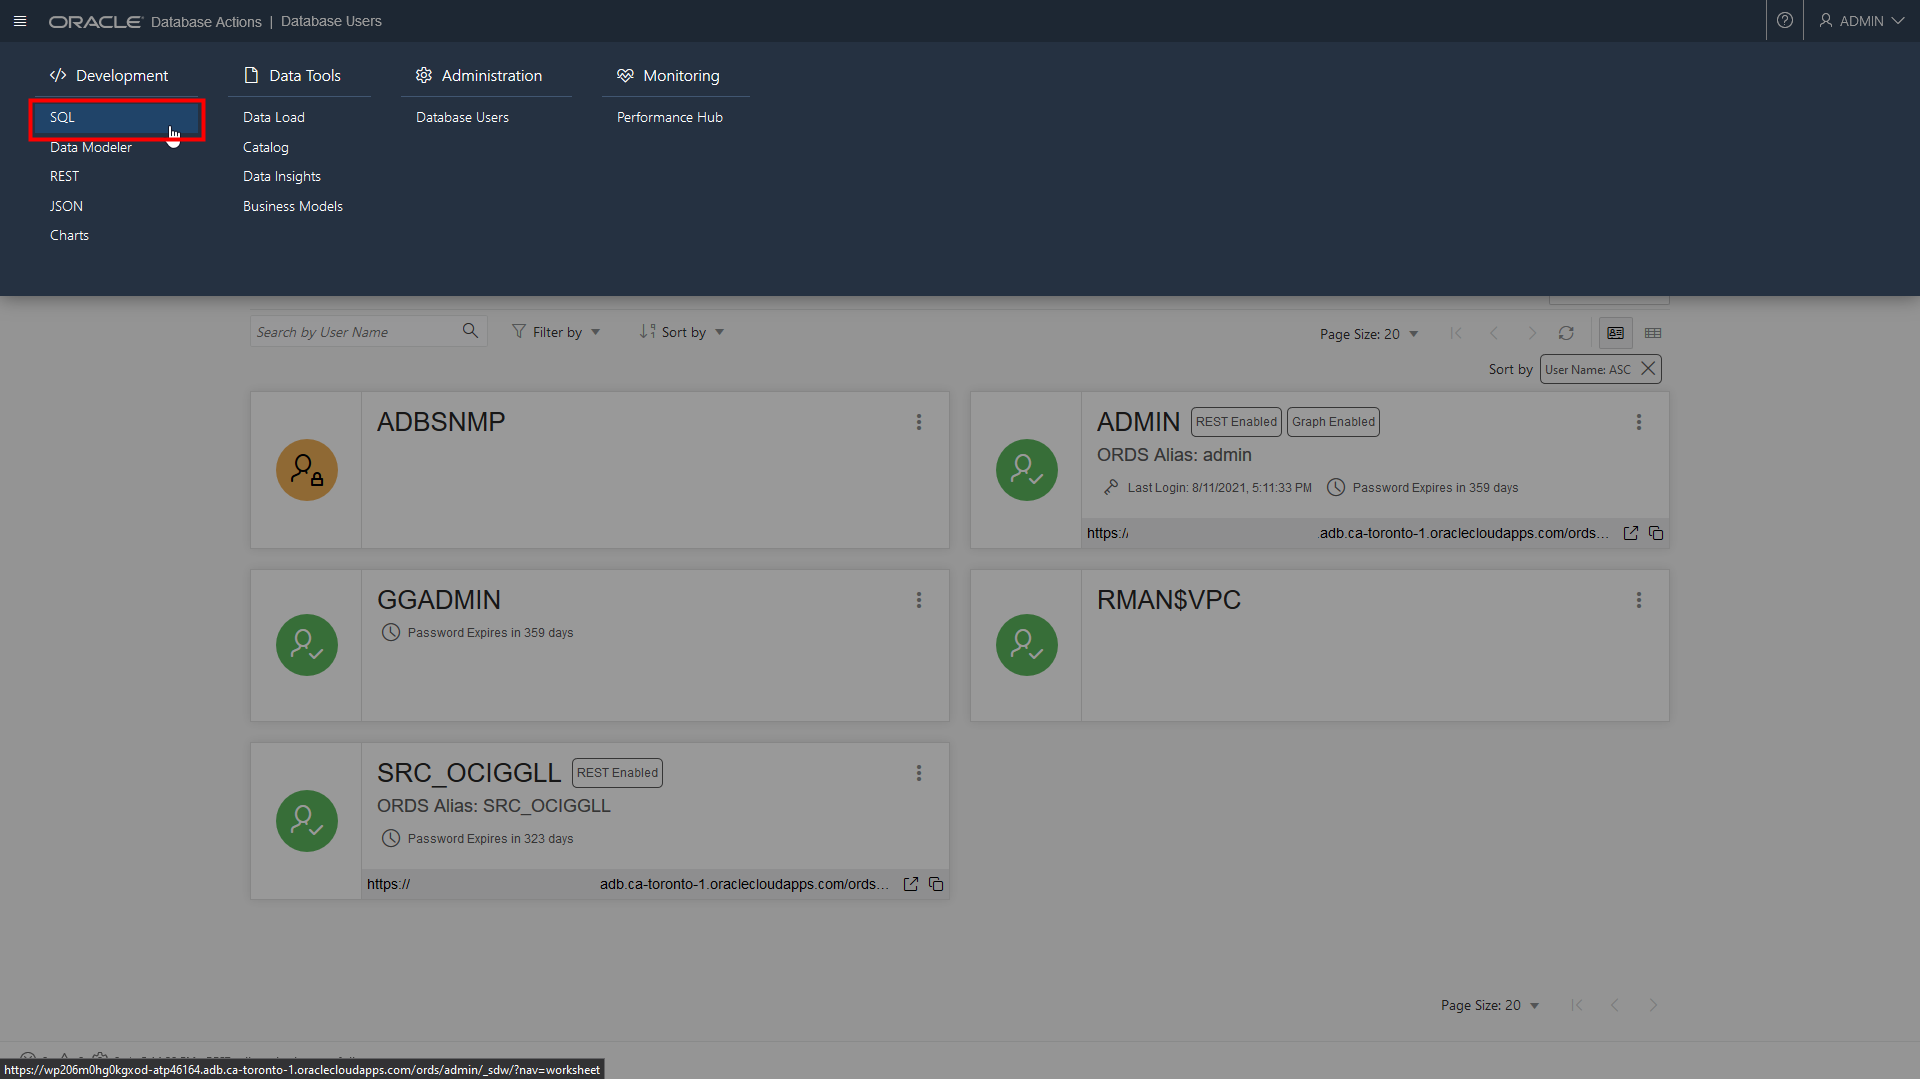 ORACLE Database Actions | Database Users
ADMIN
Development
SQL
Data Modeler
REST
JSON
Charts
Data Tools
Data Load
Catalog
Data Insights
Business Models
Administration
Database Users
Monitoring
Performance Hub
Search by User Name
Filter by
Sort by
Page Size: 20
Sort by User Name: ASC
ADBSNMP
ADMIN REST Enabled Graph Enabled
ORDS Alias: admin
Last Login: 8/11/2021, 5:11:33 PM Password Expires in 359 days
https:// .adb.ca-toronto-1.oraclecloudapps.com/ords...
GGADMIN
Password Expires in 359 days
RMAN$VPC
SRC_OCIGGLL REST Enabled
ORDS Alias: SRC_OCIGGLL
Password Expires in 323 days
https:// adb.ca-toronto-1.oraclecloudapps.com/ords...
Page Size: 20
https://wp206m0hg0kgxod-atp46164.adb.ca-toronto-1.oraclecloudapps.com/ords/admin/_sdw/?nav=worksheet